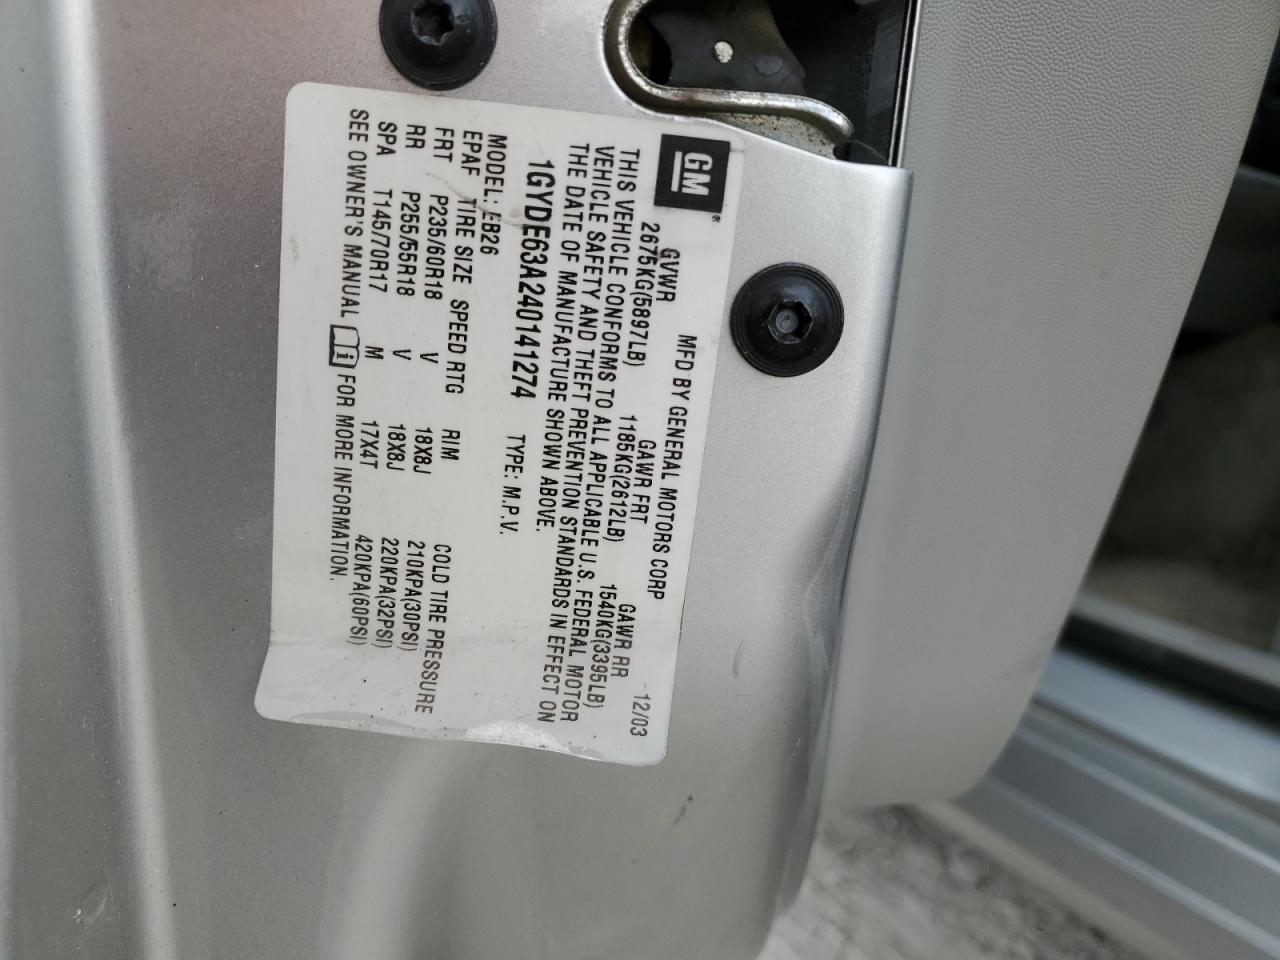 GM
MFD BY GENERAL MOTORS CORP 12/03
GVWR GAWR FRT GAWR RR
2675KG(5897LB) 1185KG(2612LB) 1540KG(3395LB)
THIS VEHICLE CONFORMS TO ALL APPLICABLE U.S. FEDERAL MOTOR
VEHICLE SAFETY AND THEFT PREVENTION STANDARDS IN EFFECT ON
THE DATE OF MANUFACTURE SHOWN ABOVE.
1GYDE63A240141274 TYPE: M.P.V.
MODEL: EB26
EPAF TIRE SIZE SPEED RTG RIM COLD TIRE PRESSURE
FRT P235/60R18 V 18X8J 210KPA(30PSI)
RR P255/55R18 V 18X8J 220KPA(32PSI)
SPA T145/70R17 M 17X4T 420KPA(60PSI)
SEE OWNER'S MANUAL FOR MORE INFORMATION.